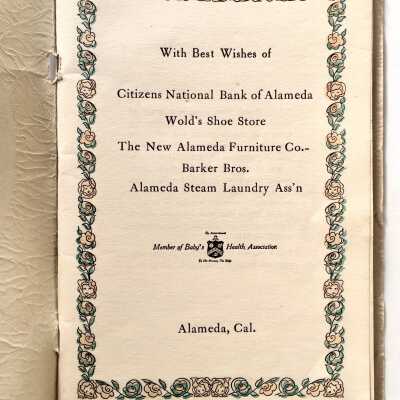 With Best Wishes of
Citizens National Bank of Alameda
Wold's Shoe Store
The New Alameda Furniture Co.-
Barker Bros.
Alameda Steam Laundry Ass'n
Member of Baby's Health Association
Alameda, Cal.